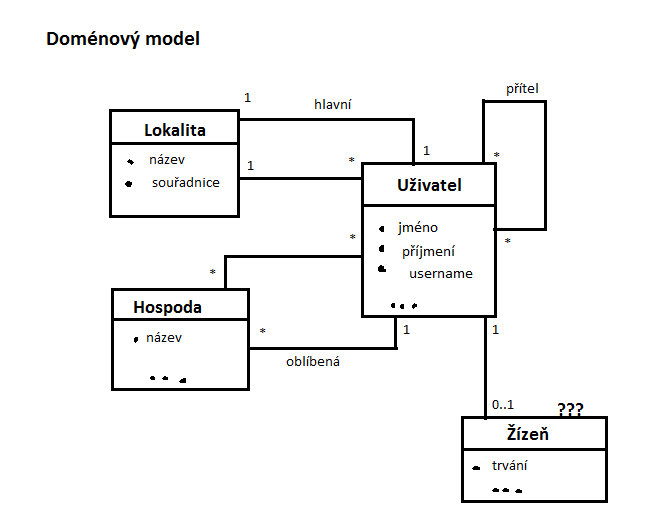 Doménový model
přítel
1
hlavní
Lokalita
1
*
název
souřadnice
1
*
Uživatel
jméno
příjmení
username
...
*
*
*
Hospoda
název
...
*
oblíbená
1
1
0..1
???
Žízeň
trvání
...